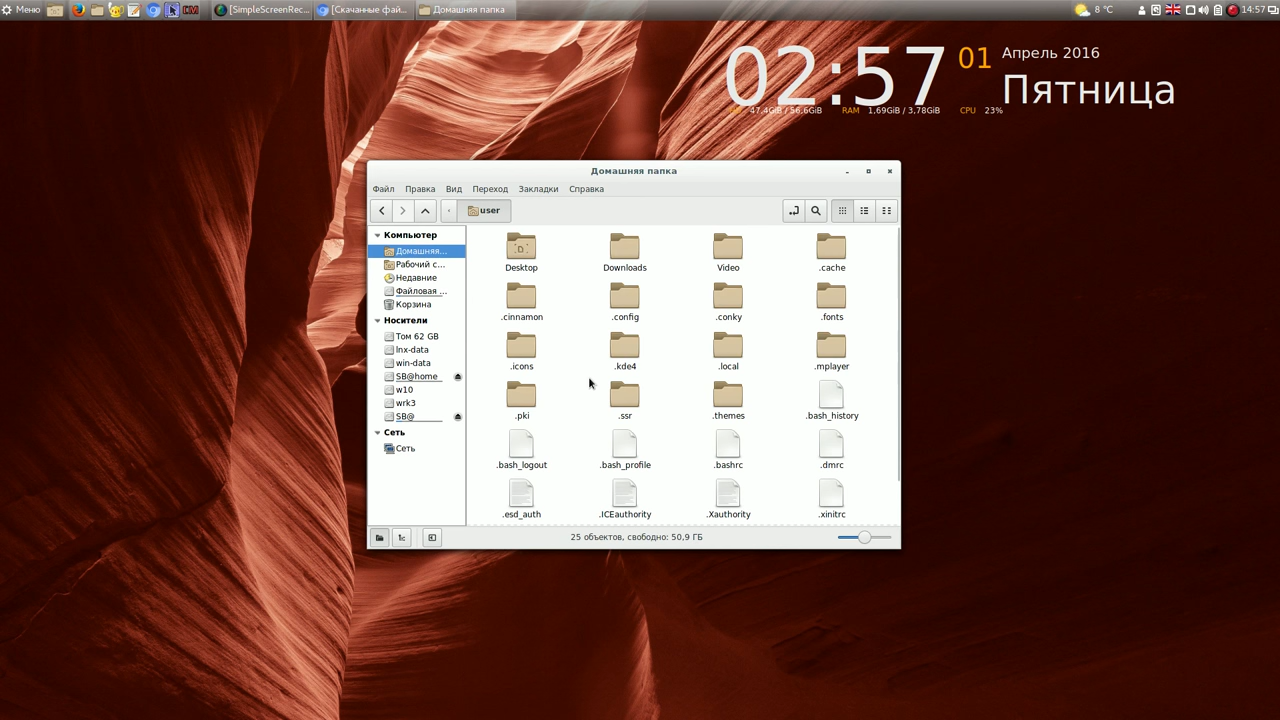 Меню
[SimpleScreenRec...
[Скачанные фай...
Домашняя папка
8 °C
14:57
02:57
01
Апрель 2016
Пятница
47,4GiB / 56,6GiB
RAM 1,69GiB / 3,78GiB
CPU 23%
Домашняя папка
Файл Правка Вид Переход Закладки Справка
user
Компьютер
Домашняя...
Рабочий с...
Недавние
Файловая ...
Корзина
Носители
Том 62 GB
lnx-data
win-data
SB@home
w10
wrk3
SB@
Сеть
Сеть
Desktop Downloads Video .cache
.cinnamon .config .conky .fonts
.icons .kde4 .local .mplayer
.pki .ssr .themes .bash_history
.bash_logout .bash_profile .bashrc .dmrc
.esd_auth .ICEauthority .Xauthority .xinitrc
25 объектов, свободно: 50,9 ГБ